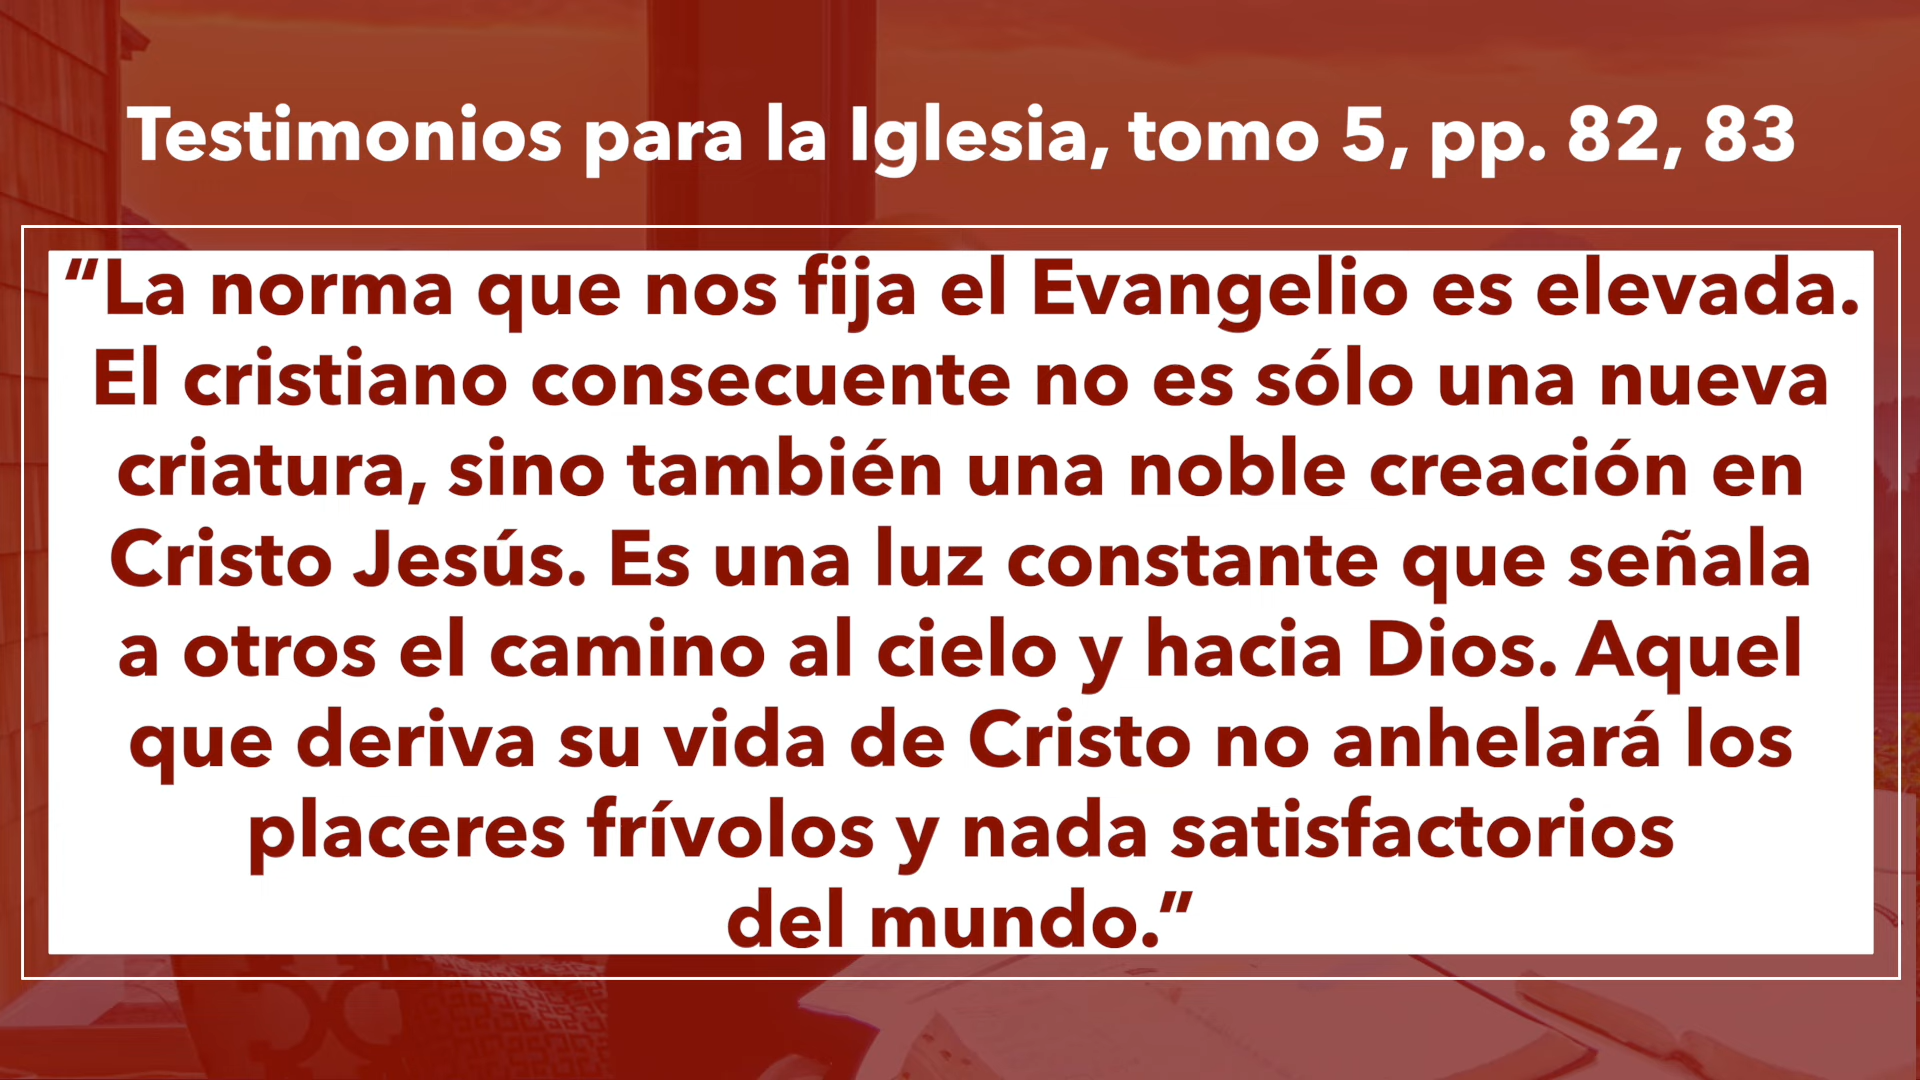 Testimonios para la Iglesia, tomo 5, pp. 82, 83
“La norma que nos fija el Evangelio es elevada.
El cristiano consecuente no es sólo una nueva
criatura, sino también una noble creación en
Cristo Jesús. Es una luz constante que señala
a otros el camino al cielo y hacia Dios. Aquel
que deriva su vida de Cristo no anhelará los
placeres frívolos y nada satisfactorios
del mundo.”